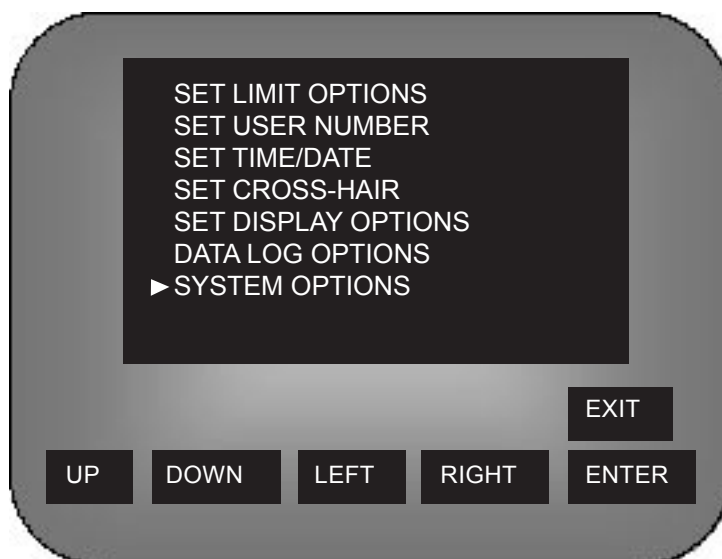 SET LIMIT OPTIONS
SET USER NUMBER
SET TIME/DATE
SET CROSS-HAIR
SET DISPLAY OPTIONS
DATA LOG OPTIONS
►SYSTEM OPTIONS
EXIT
UP DOWN LEFT RIGHT ENTER